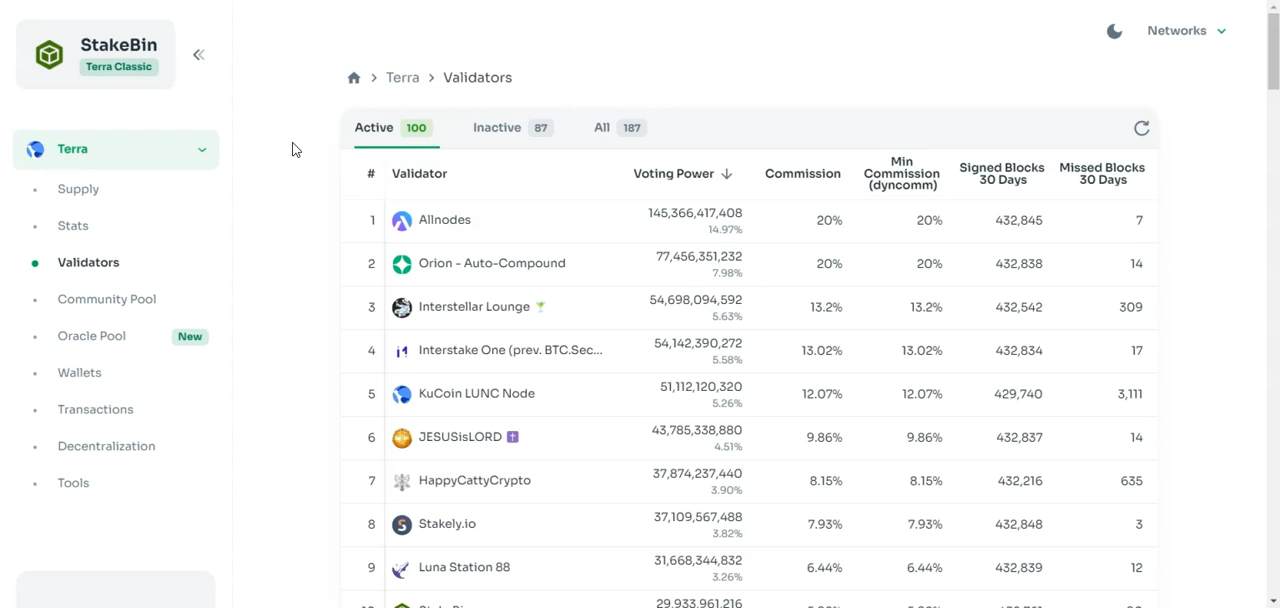 StakeBin
Terra Classic
Networks
Terra > Validators
Active 100 Inactive 87 All 187
# Validator Voting Power Commission Min Commission (dyncomm) Signed Blocks 30 Days Missed Blocks 30 Days
1 Allnodes 145,366,417,408 14.97% 20% 20% 432,845 7
2 Orion - Auto-Compound 77,456,351,232 7.98% 20% 20% 432,838 14
3 Interstellar Lounge 54,698,094,592 5.63% 13.2% 13.2% 432,542 309
4 Interstake One (prev. BTC.Sec... 54,142,390,272 5.58% 13.02% 13.02% 432,834 17
5 KuCoin LUNC Node 51,112,120,320 5.26% 12.07% 12.07% 429,740 3,111
6 JESUSisLORD 43,785,338,880 4.51% 9.86% 9.86% 432,837 14
7 HappyCattyCrypto 37,874,237,440 3.90% 8.15% 8.15% 432,216 635
8 Stakely.io 37,109,567,488 3.82% 7.93% 7.93% 432,848 3
9 Luna Station 88 31,668,344,832 3.26% 6.44% 6.44% 432,839 12
29,933,961,216
Terra
Supply
Stats
Validators
Community Pool
Oracle Pool New
Wallets
Transactions
Decentralization
Tools